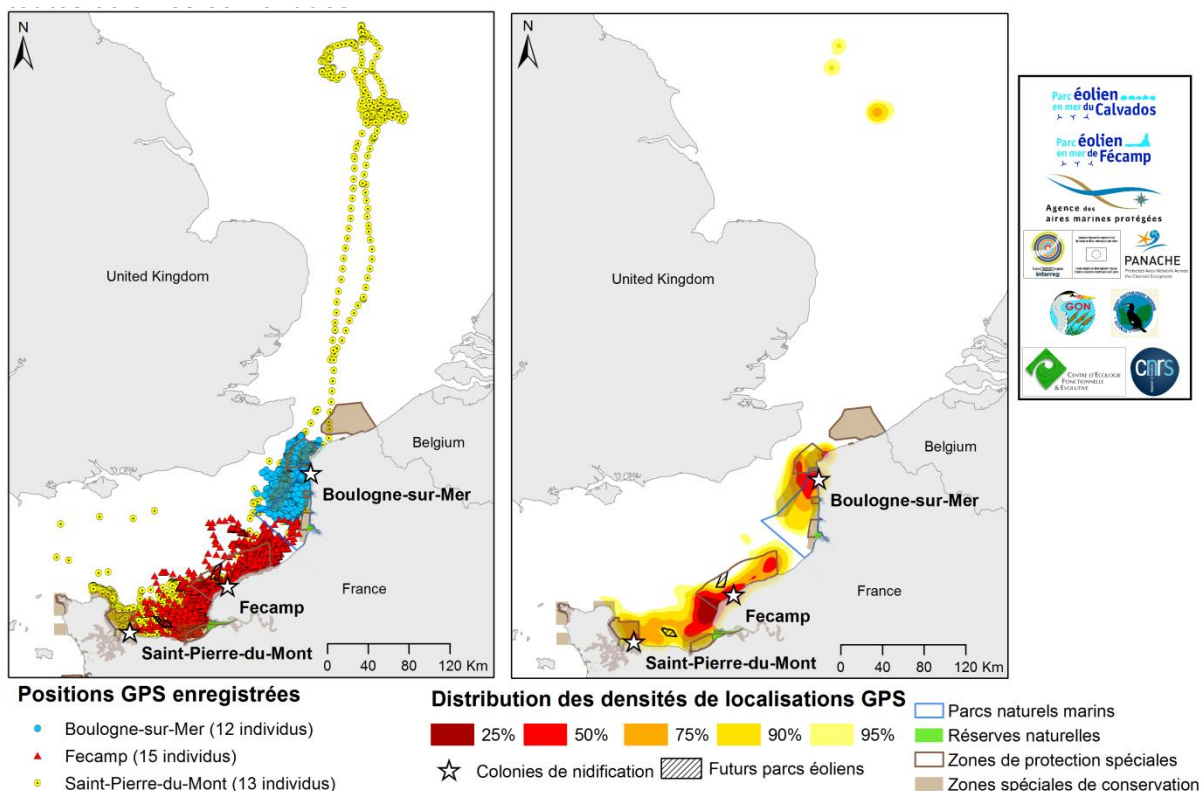 N
United Kingdom
Belgium
Boulogne-sur-Mer
France
Fecamp
Saint-Pierre-du-Mont
0 40 80 120 Km
N
United Kingdom
Belgium
Boulogne-sur-Mer
France
Fecamp
Saint-Pierre-du-Mont
0 40 80 120 Km
Parc éolien
en mer du Calvados
Parc éolien
en mer de Fécamp
Agence des
aires marines protégées
interreg
PANACHE
Protected Area Network Across
the Channel Ecosystem
GON
CENTRE D'ECOLOGIE
FONCTIONNELLE
& EVOLUTIVE
cnrs
Positions GPS enregistrées
Boulogne-sur-Mer (12 individus)
Fecamp (15 individus)
Saint-Pierre-du-Mont (13 individus)
Distribution des densités de localisations GPS
25% 50% 75% 90% 95%
Colonies de nidification Futurs parcs éoliens
Parcs naturels marins
Réserves naturelles
Zones de protection spéciales
Zones spéciales de conservation